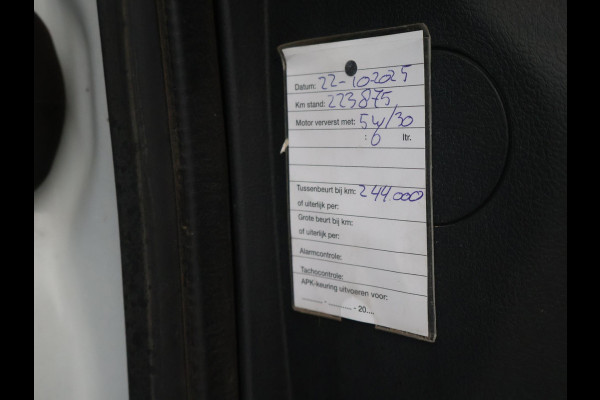 Datum: 22-10-2025
Km stand: 223875
Motor ververst met: 5w/30
: 6 ltr.
Tussenbeurt bij km: 244.000
of uiterlijk per:
Grote beurt bij km:
of uiterlijk per:
Alarmcontrole:
Tachocontrole:
APK-keuring uitvoeren voor:
- - 20....